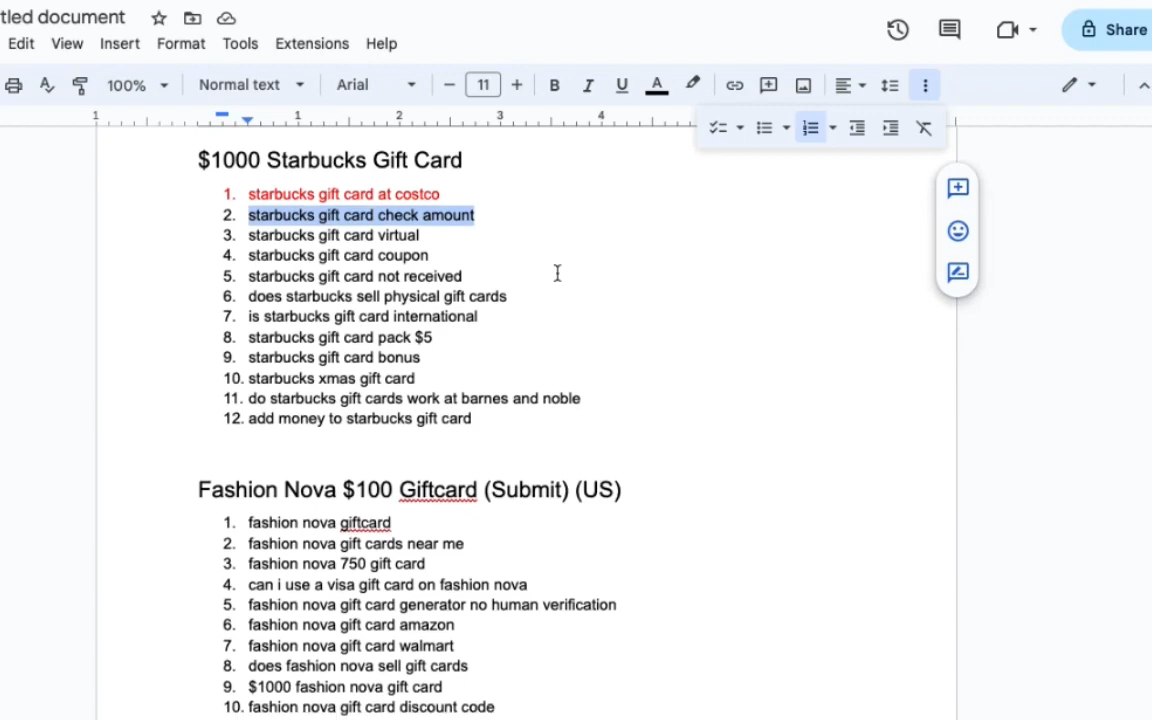 tled document
Edit View Insert Format Tools Extensions Help
Share
100% Normal text Arial 11 B I U A
1 1 2 3 4
$1000 Starbucks Gift Card
1. starbucks gift card at costco
2. starbucks gift card check amount
3. starbucks gift card virtual
4. starbucks gift card coupon
5. starbucks gift card not received
6. does starbucks sell physical gift cards
7. is starbucks gift card international
8. starbucks gift card pack $5
9. starbucks gift card bonus
10. starbucks xmas gift card
11. do starbucks gift cards work at barnes and noble
12. add money to starbucks gift card
Fashion Nova $100 Giftcard (Submit) (US)
1. fashion nova giftcard
2. fashion nova gift cards near me
3. fashion nova 750 gift card
4. can i use a visa gift card on fashion nova
5. fashion nova gift card generator no human verification
6. fashion nova gift card amazon
7. fashion nova gift card walmart
8. does fashion nova sell gift cards
9. $1000 fashion nova gift card
10. fashion nova gift card discount code